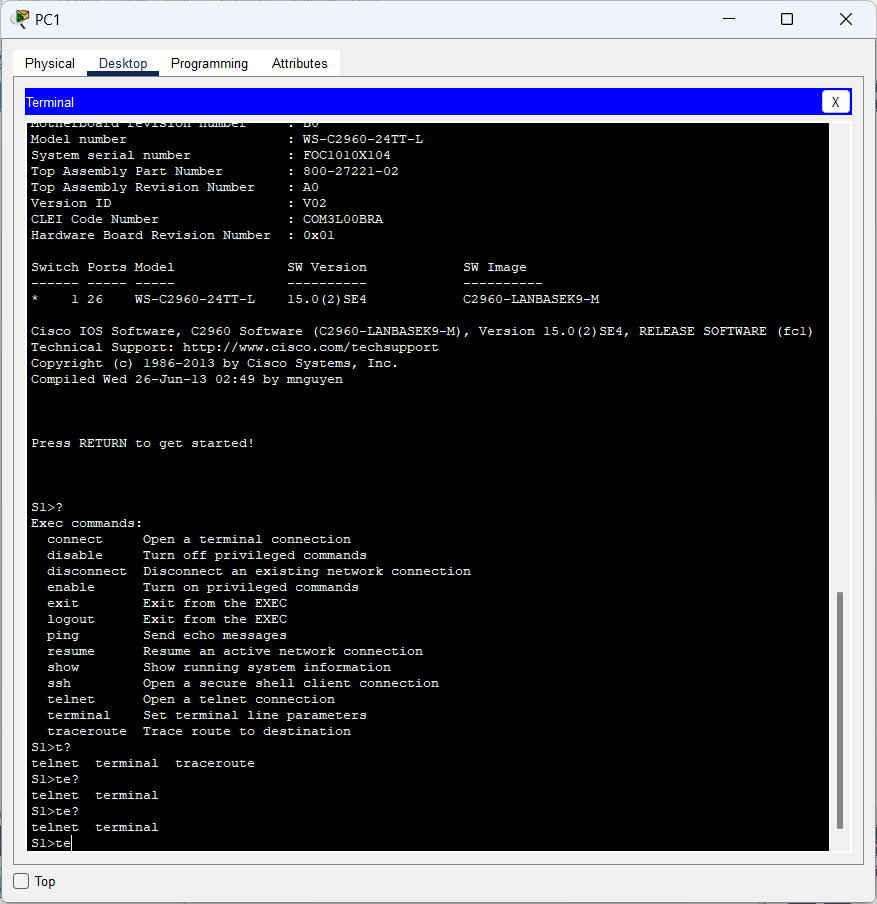 PC1
Physical Desktop Programming Attributes
Terminal X
Motherboard revision number : B0
Model number : WS-C2960-24TT-L
System serial number : FOC1010X104
Top Assembly Part Number : 800-27221-02
Top Assembly Revision Number : A0
Version ID : V02
CLEI Code Number : COM3L00BRA
Hardware Board Revision Number : 0x01
Switch Ports Model SW Version SW Image
------ ----- ----- ---------- ----------
* 1 26 WS-C2960-24TT-L 15.0(2)SE4 C2960-LANBASEK9-M
Cisco IOS Software, C2960 Software (C2960-LANBASEK9-M), Version 15.0(2)SE4, RELEASE SOFTWARE (fc1)
Technical Support: http://www.cisco.com/techsupport
Copyright (c) 1986-2013 by Cisco Systems, Inc.
Compiled Wed 26-Jun-13 02:49 by mnguyen
Press RETURN to get started!
S1>?
Exec commands:
connect Open a terminal connection
disable Turn off privileged commands
disconnect Disconnect an existing network connection
enable Turn on privileged commands
exit Exit from the EXEC
logout Exit from the EXEC
ping Send echo messages
resume Resume an active network connection
show Show running system information
ssh Open a secure shell client connection
telnet Open a telnet connection
terminal Set terminal line parameters
traceroute Trace route to destination
S1>t?
telnet terminal traceroute
S1>te?
telnet terminal
S1>te?
telnet terminal
S1>te
Top